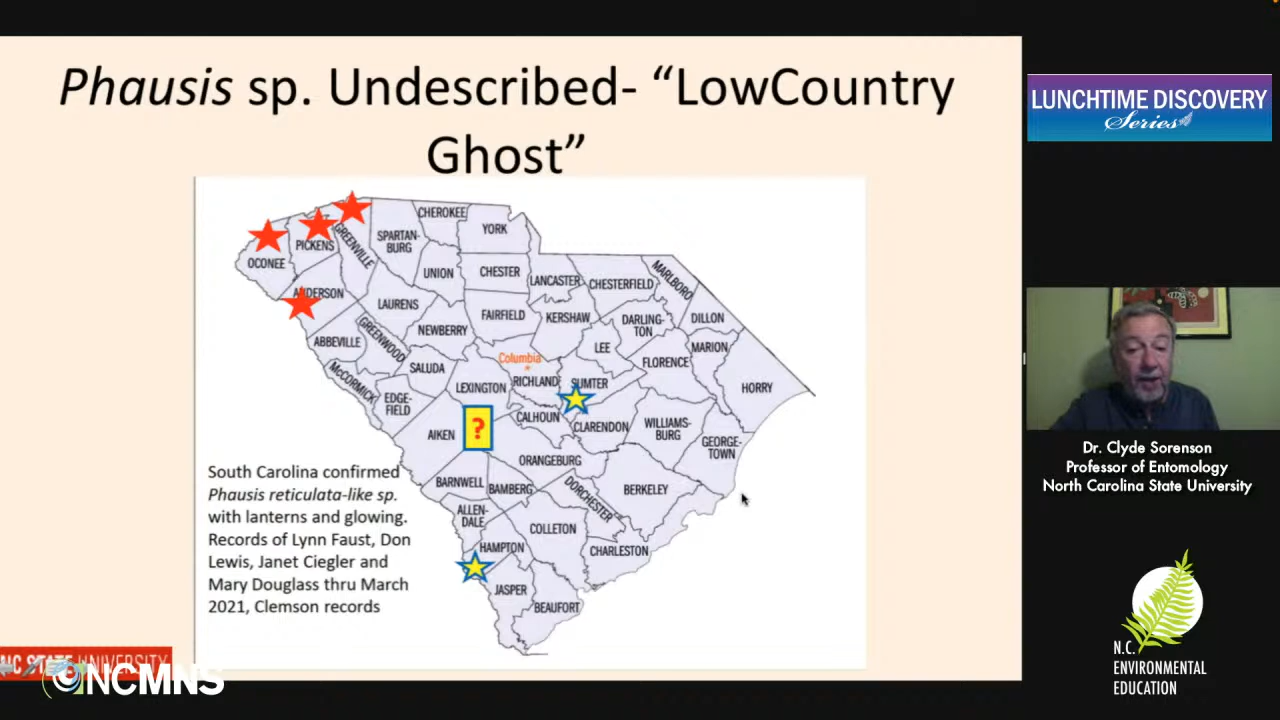 Phausis sp. Undescribed- “LowCountry
Ghost”
CHEROKEE
YORK
SPARTAN-
BURG
PICKENS
GREENVILLE
OCONEE
UNION
CHESTER
LANCASTER
CHESTERFIELD
MARLBORO
ANDERSON
LAURENS
FAIRFIELD
KERSHAW
DARLING-
TON
DILLON
NEWBERRY
LEE
MARION
ABBEVILLE
GREENWOOD
FLORENCE
Columbia
SALUDA
RICHLAND
SUMTER
HORRY
McCORMICK
LEXINGTON
EDGE-
FIELD
CALHOUN
CLARENDON
WILLIAMS-
BURG
AIKEN
?
GEORGE-
TOWN
ORANGEBURG
BARNWELL
BAMBERG
DORCHESTER
BERKELEY
ALLEN-
DALE
COLLETON
HAMPTON
CHARLESTON
JASPER
BEAUFORT
South Carolina confirmed
Phausis reticulata-like sp.
with lanterns and glowing.
Records of Lynn Faust, Don
Lewis, Janet Ciegler and
Mary Douglass thru March
2021, Clemson records
NC STATE UNIVERSITY
NCMNS
LUNCHTIME DISCOVERY
Series
Dr. Clyde Sorenson
Professor of Entomology
North Carolina State University
N.C.
ENVIRONMENTAL
EDUCATION